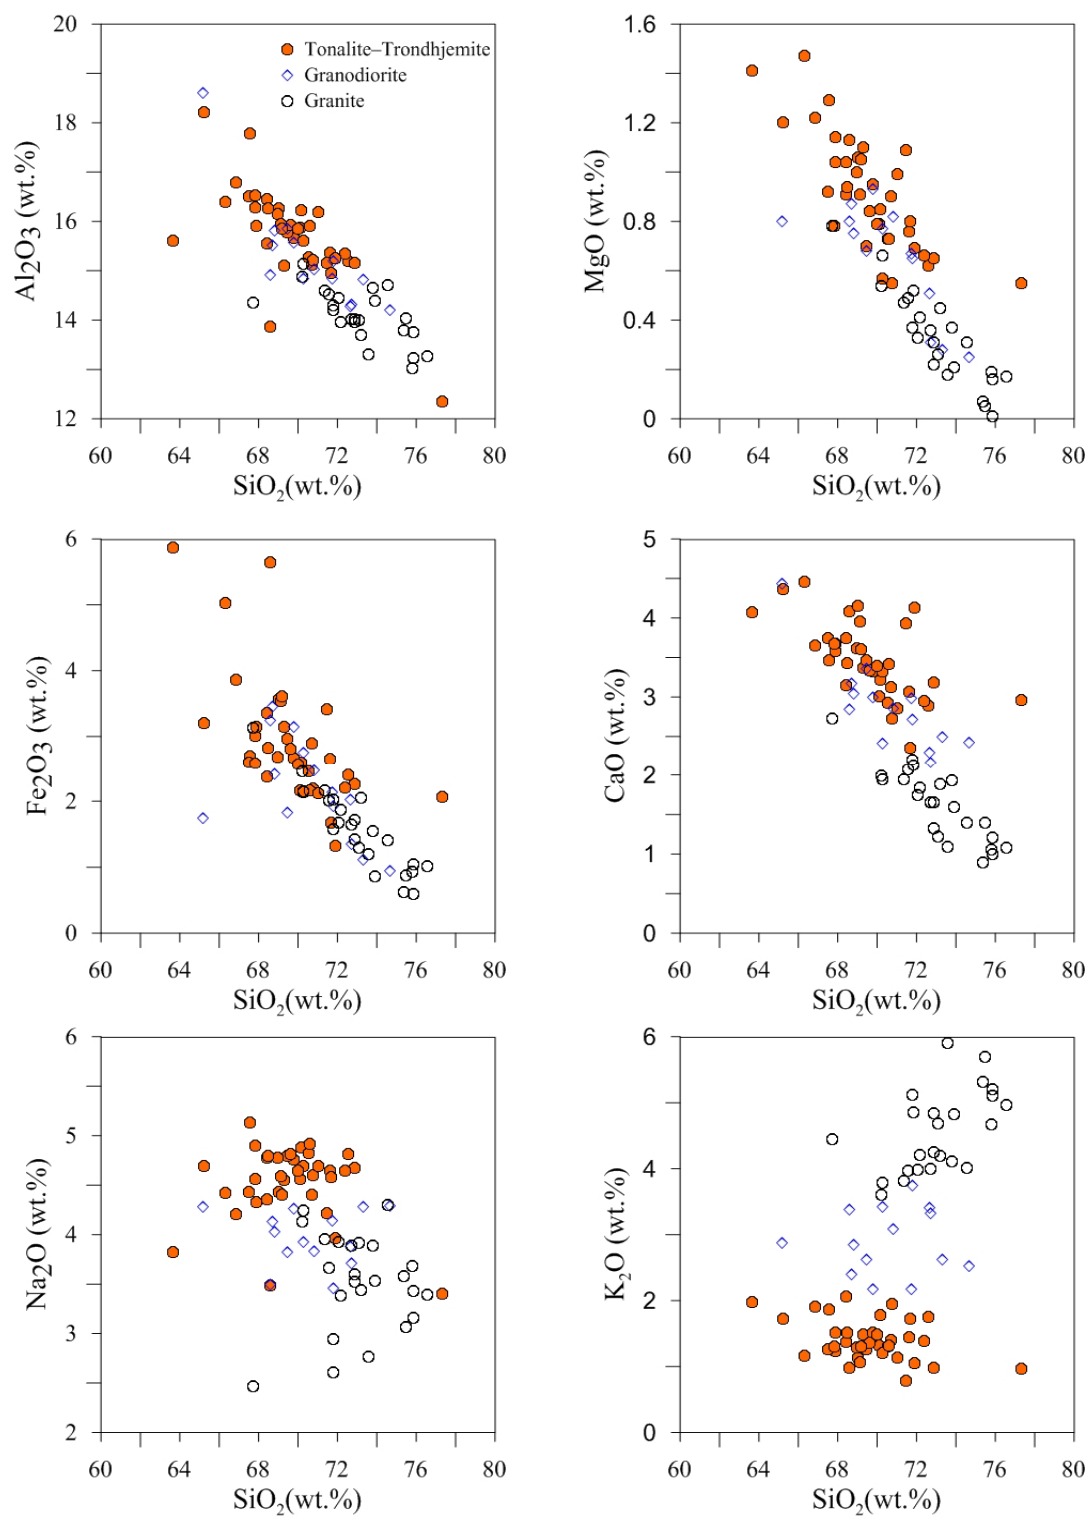 20
18
16
14
12
Al2O3 (wt.%)
Tonalite–Trondhjemite
Granodiorite
Granite
60 64 68 72 76 80
SiO2(wt.%)
1.6
1.2
0.8
0.4
0
MgO (wt.%)
60 64 68 72 76 80
SiO2(wt.%)
6
4
2
0
Fe2O3 (wt.%)
60 64 68 72 76 80
SiO2(wt.%)
5
4
3
2
1
0
CaO (wt.%)
60 64 68 72 76 80
SiO2(wt.%)
6
5
4
3
2
Na2O (wt.%)
60 64 68 72 76 80
SiO2(wt.%)
6
4
2
0
K2O (wt.%)
60 64 68 72 76 80
SiO2(wt.%)